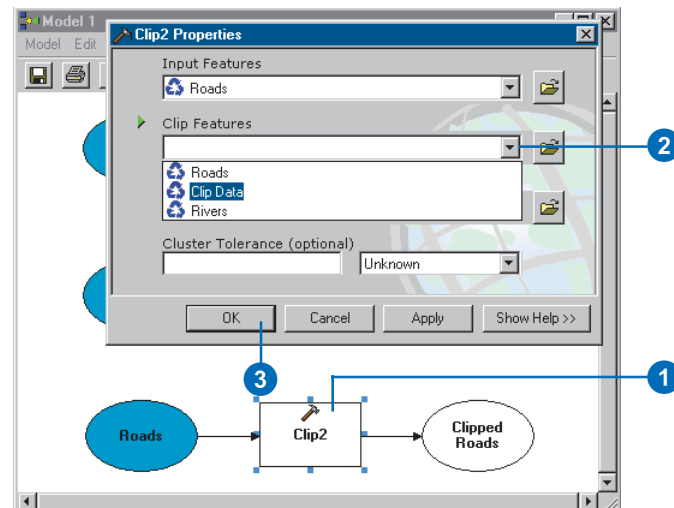 Model 1
Model Edit
Clip2 Properties
Input Features
Roads
Clip Features
2
Roads
Clip Data
Rivers
Cluster Tolerance (optional)
Unknown
OK
Cancel
Apply
Show Help >>
3
1
Roads
Clip2
Clipped
Roads